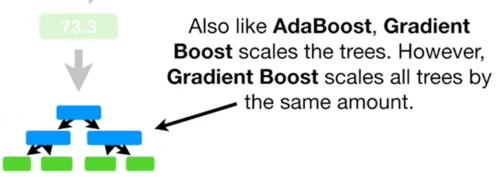 73.3
Also like AdaBoost, Gradient
Boost scales the trees. However,
Gradient Boost scales all trees by
the same amount.